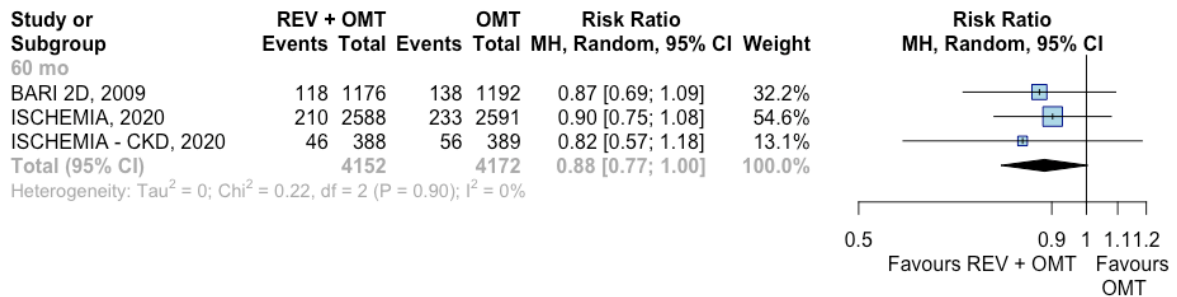 Study or REV + OMT OMT Risk Ratio Risk Ratio
Subgroup Events Total Events Total MH, Random, 95% CI Weight MH, Random, 95% CI
60 mo
BARI 2D, 2009 118 1176 138 1192 0.87 [0.69; 1.09] 32.2%
ISCHEMIA, 2020 210 2588 233 2591 0.90 [0.75; 1.08] 54.6%
ISCHEMIA - CKD, 2020 46 388 56 389 0.82 [0.57; 1.18] 13.1%
Total (95% CI) 4152 4172 0.88 [0.77; 1.00] 100.0%
Heterogeneity: Tau² = 0; Chi² = 0.22, df = 2 (P = 0.90); I² = 0%
0.5 0.9 1 1.1 1.2
Favours REV + OMT Favours
OMT